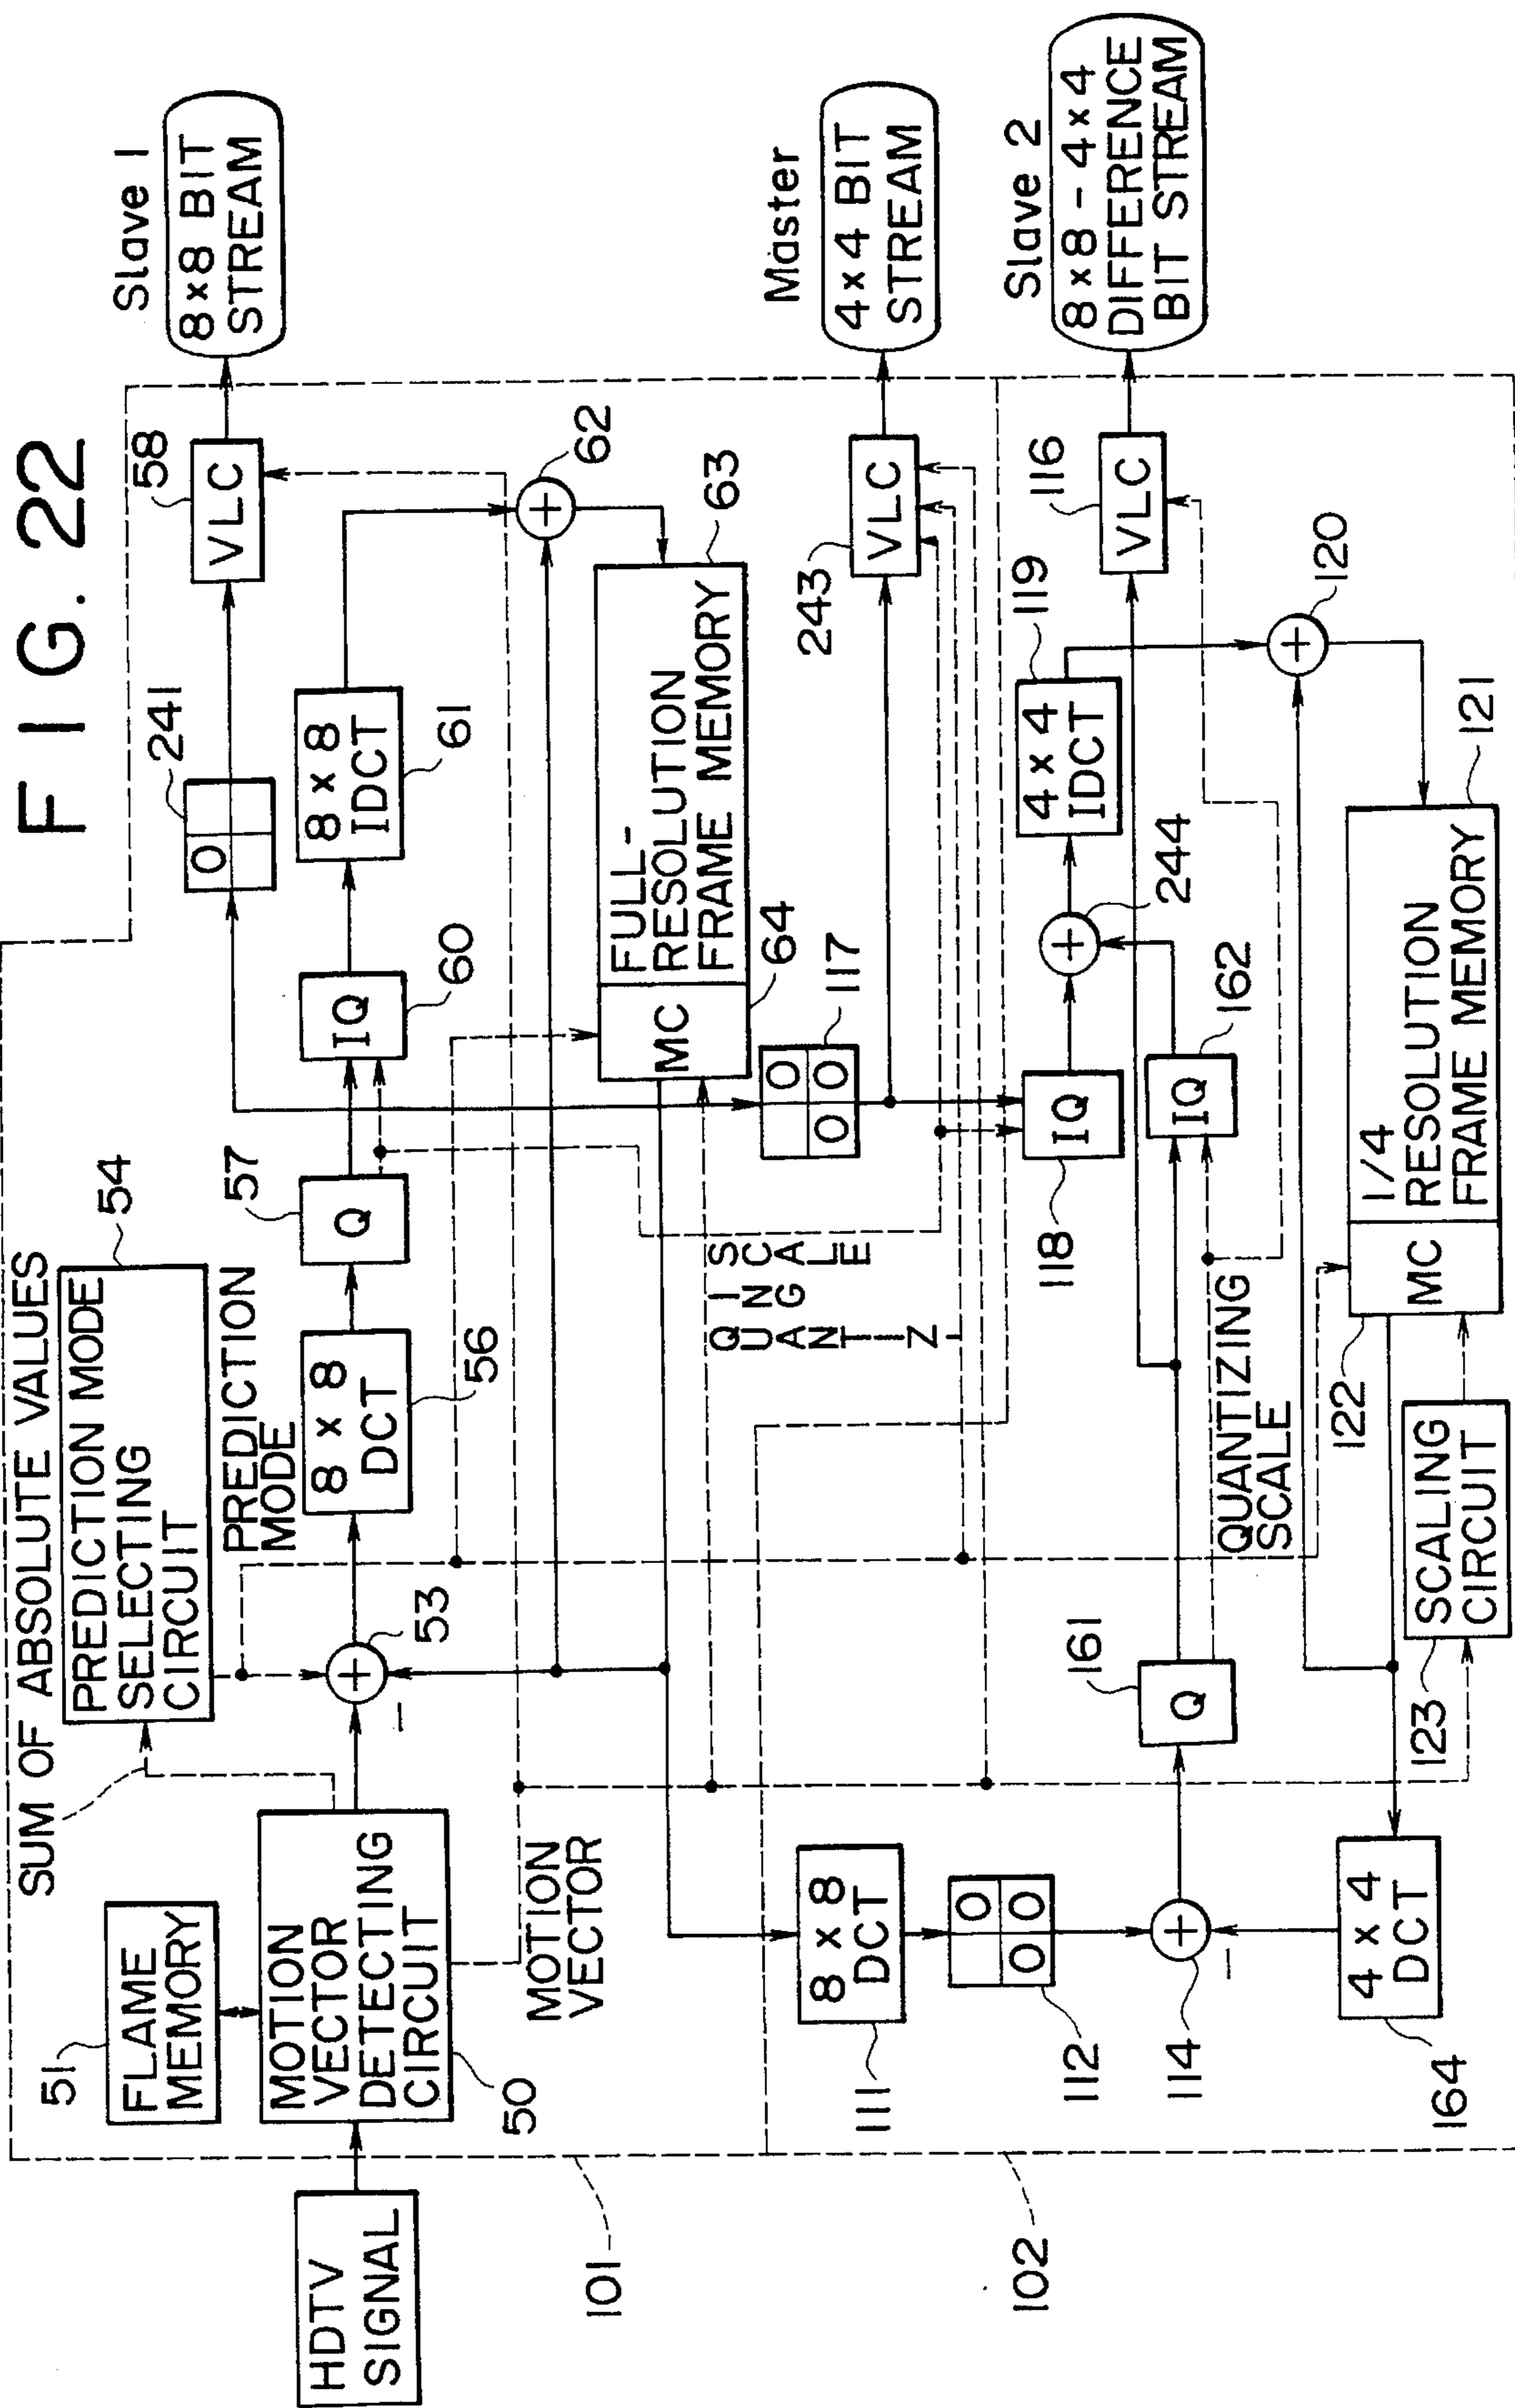 FIG. 22
SUM OF ABSOLUTE VALUES
54
PREDICTION MODE
SELECTING
CIRCUIT
PREDICTION
MODE
51
FLAME
MEMORY
HDTV
SIGNAL
MOTION
VECTOR
DETECTING
CIRCUIT
50
MOTION
VECTOR
+
−
53
8 × 8
DCT
56
57
Q
IQ
60
8 × 8
IDCT
61
241
0
58
VLC
Slave 1
8×8 BIT
STREAM
+
62
63
FULL-
RESOLUTION
FRAME MEMORY
MC
64
117
0
0 0
QUANTIZ-
ING
SCALE
243
VLC
Master
4×4 BIT
STREAM
101
102
111
8 × 8
DCT
112
0
0 0
+
−
114
161
Q
118
IQ
+
244
4×4
IDCT
119
IQ
162
116
VLC
Slave 2
8×8 − 4×4
DIFFERENCE
BIT STREAM
QUANTIZING
SCALE
+
120
121
1/4
RESOLUTION
FRAME MEMORY
MC
122
123
SCALING
CIRCUIT
4 × 4
DCT
164